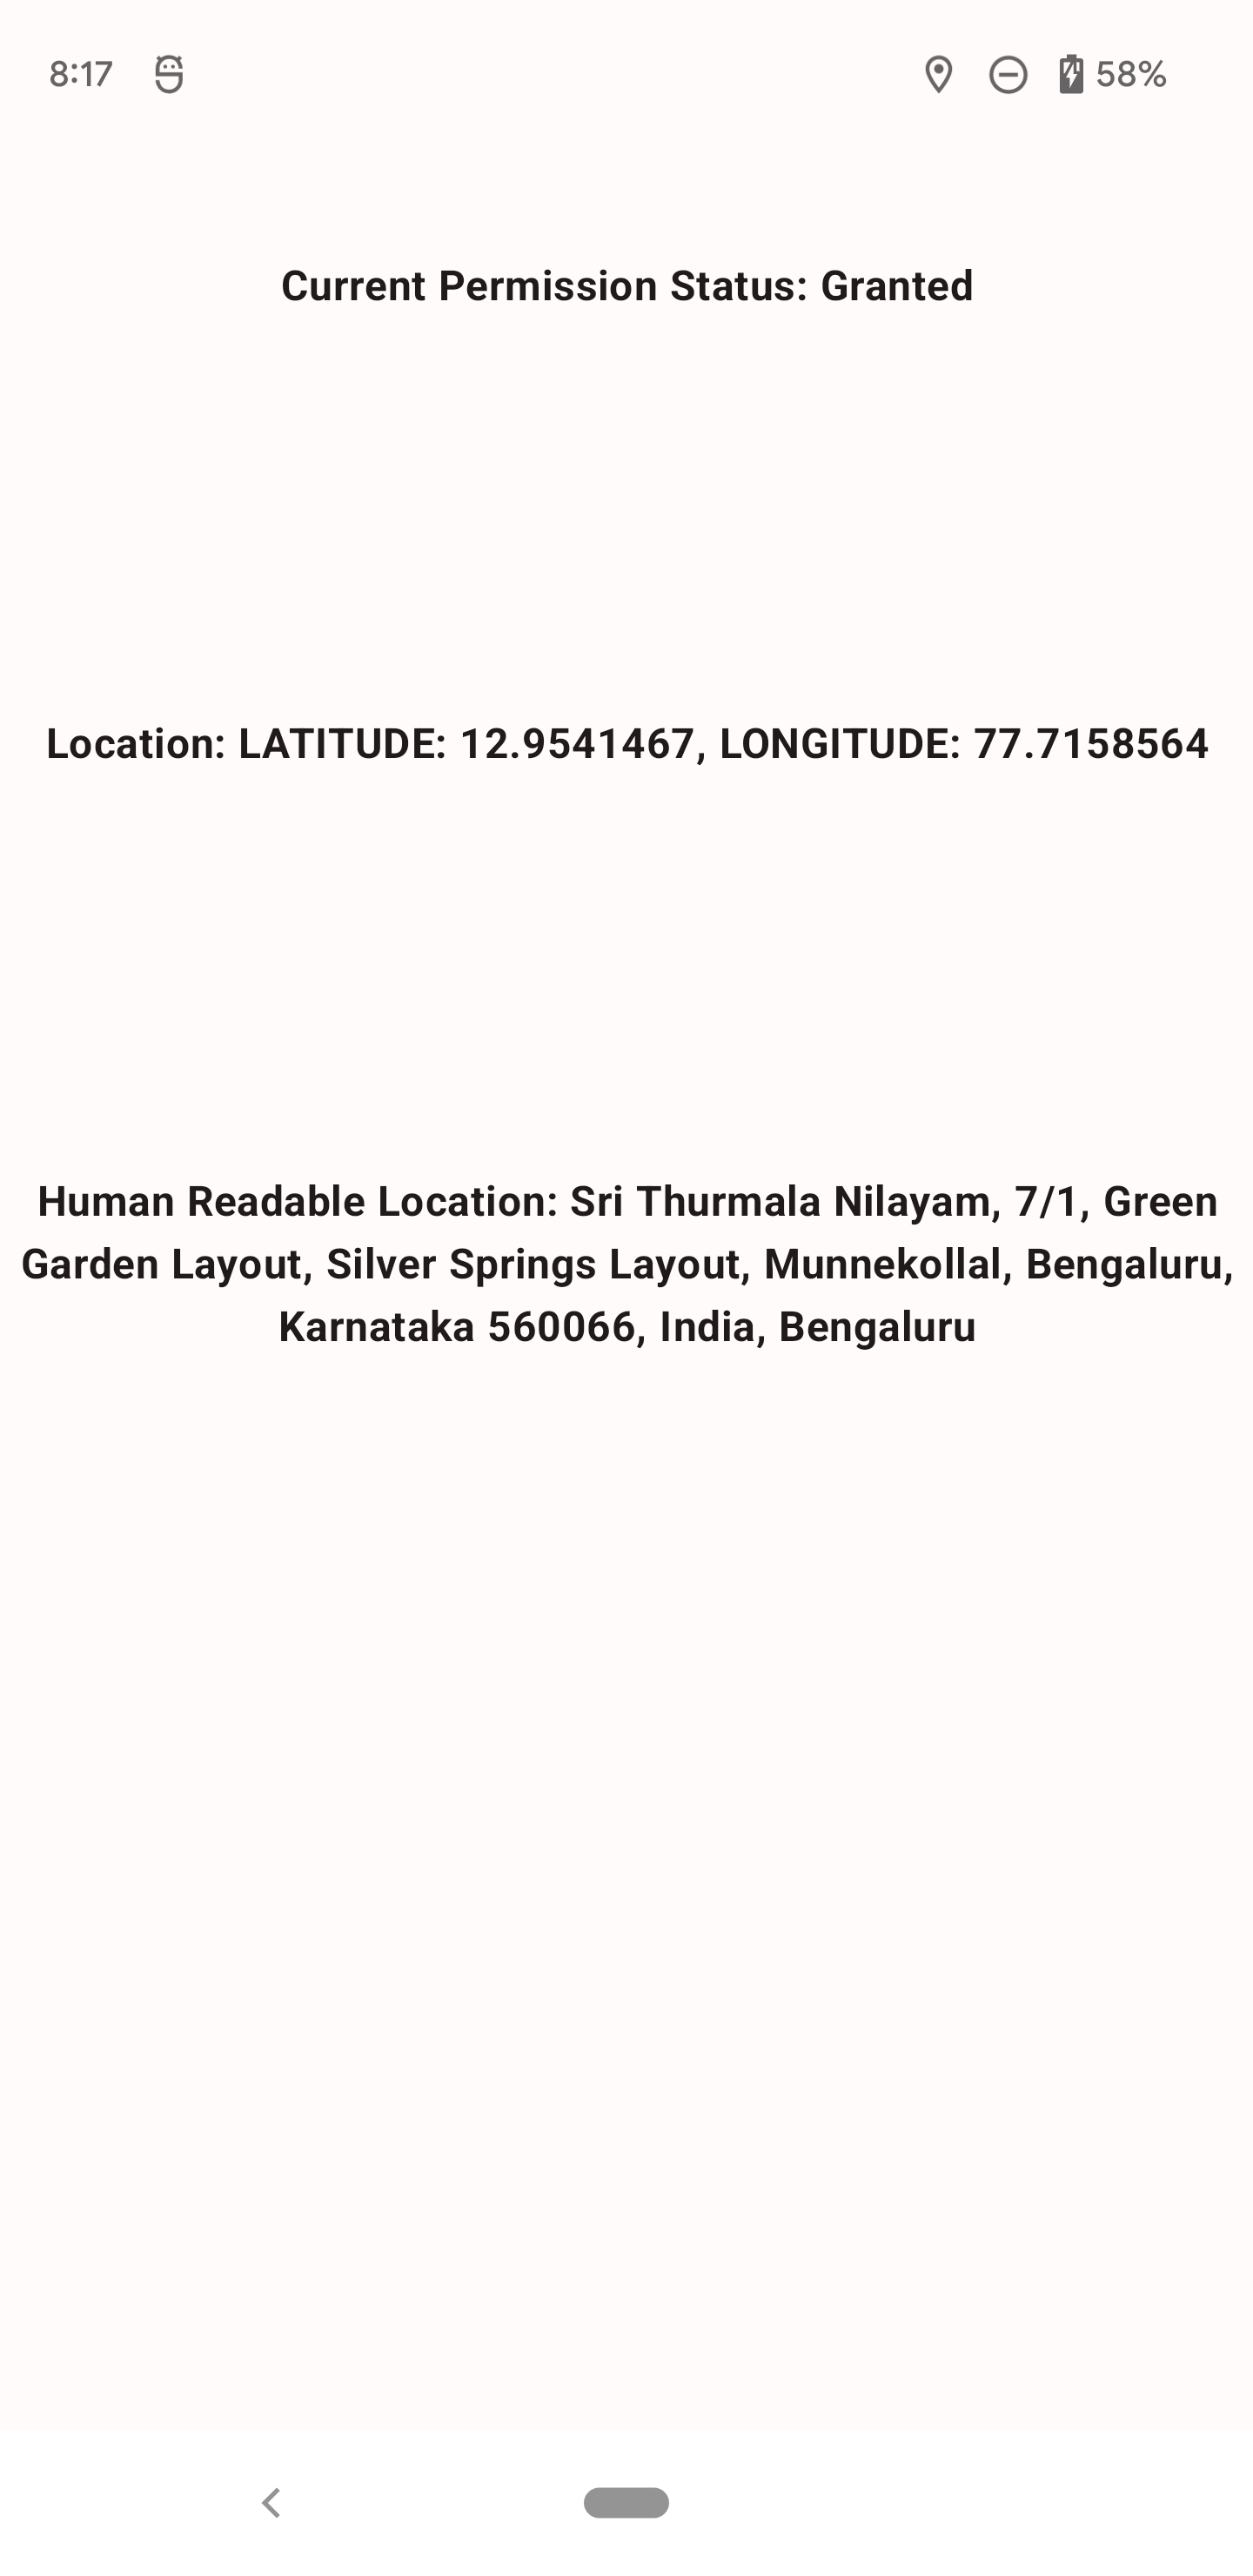 8:17 58%
Current Permission Status: Granted
Location: LATITUDE: 12.9541467, LONGITUDE: 77.7158564
Human Readable Location: Sri Thurmala Nilayam, 7/1, Green
Garden Layout, Silver Springs Layout, Munnekollal, Bengaluru,
Karnataka 560066, India, Bengaluru